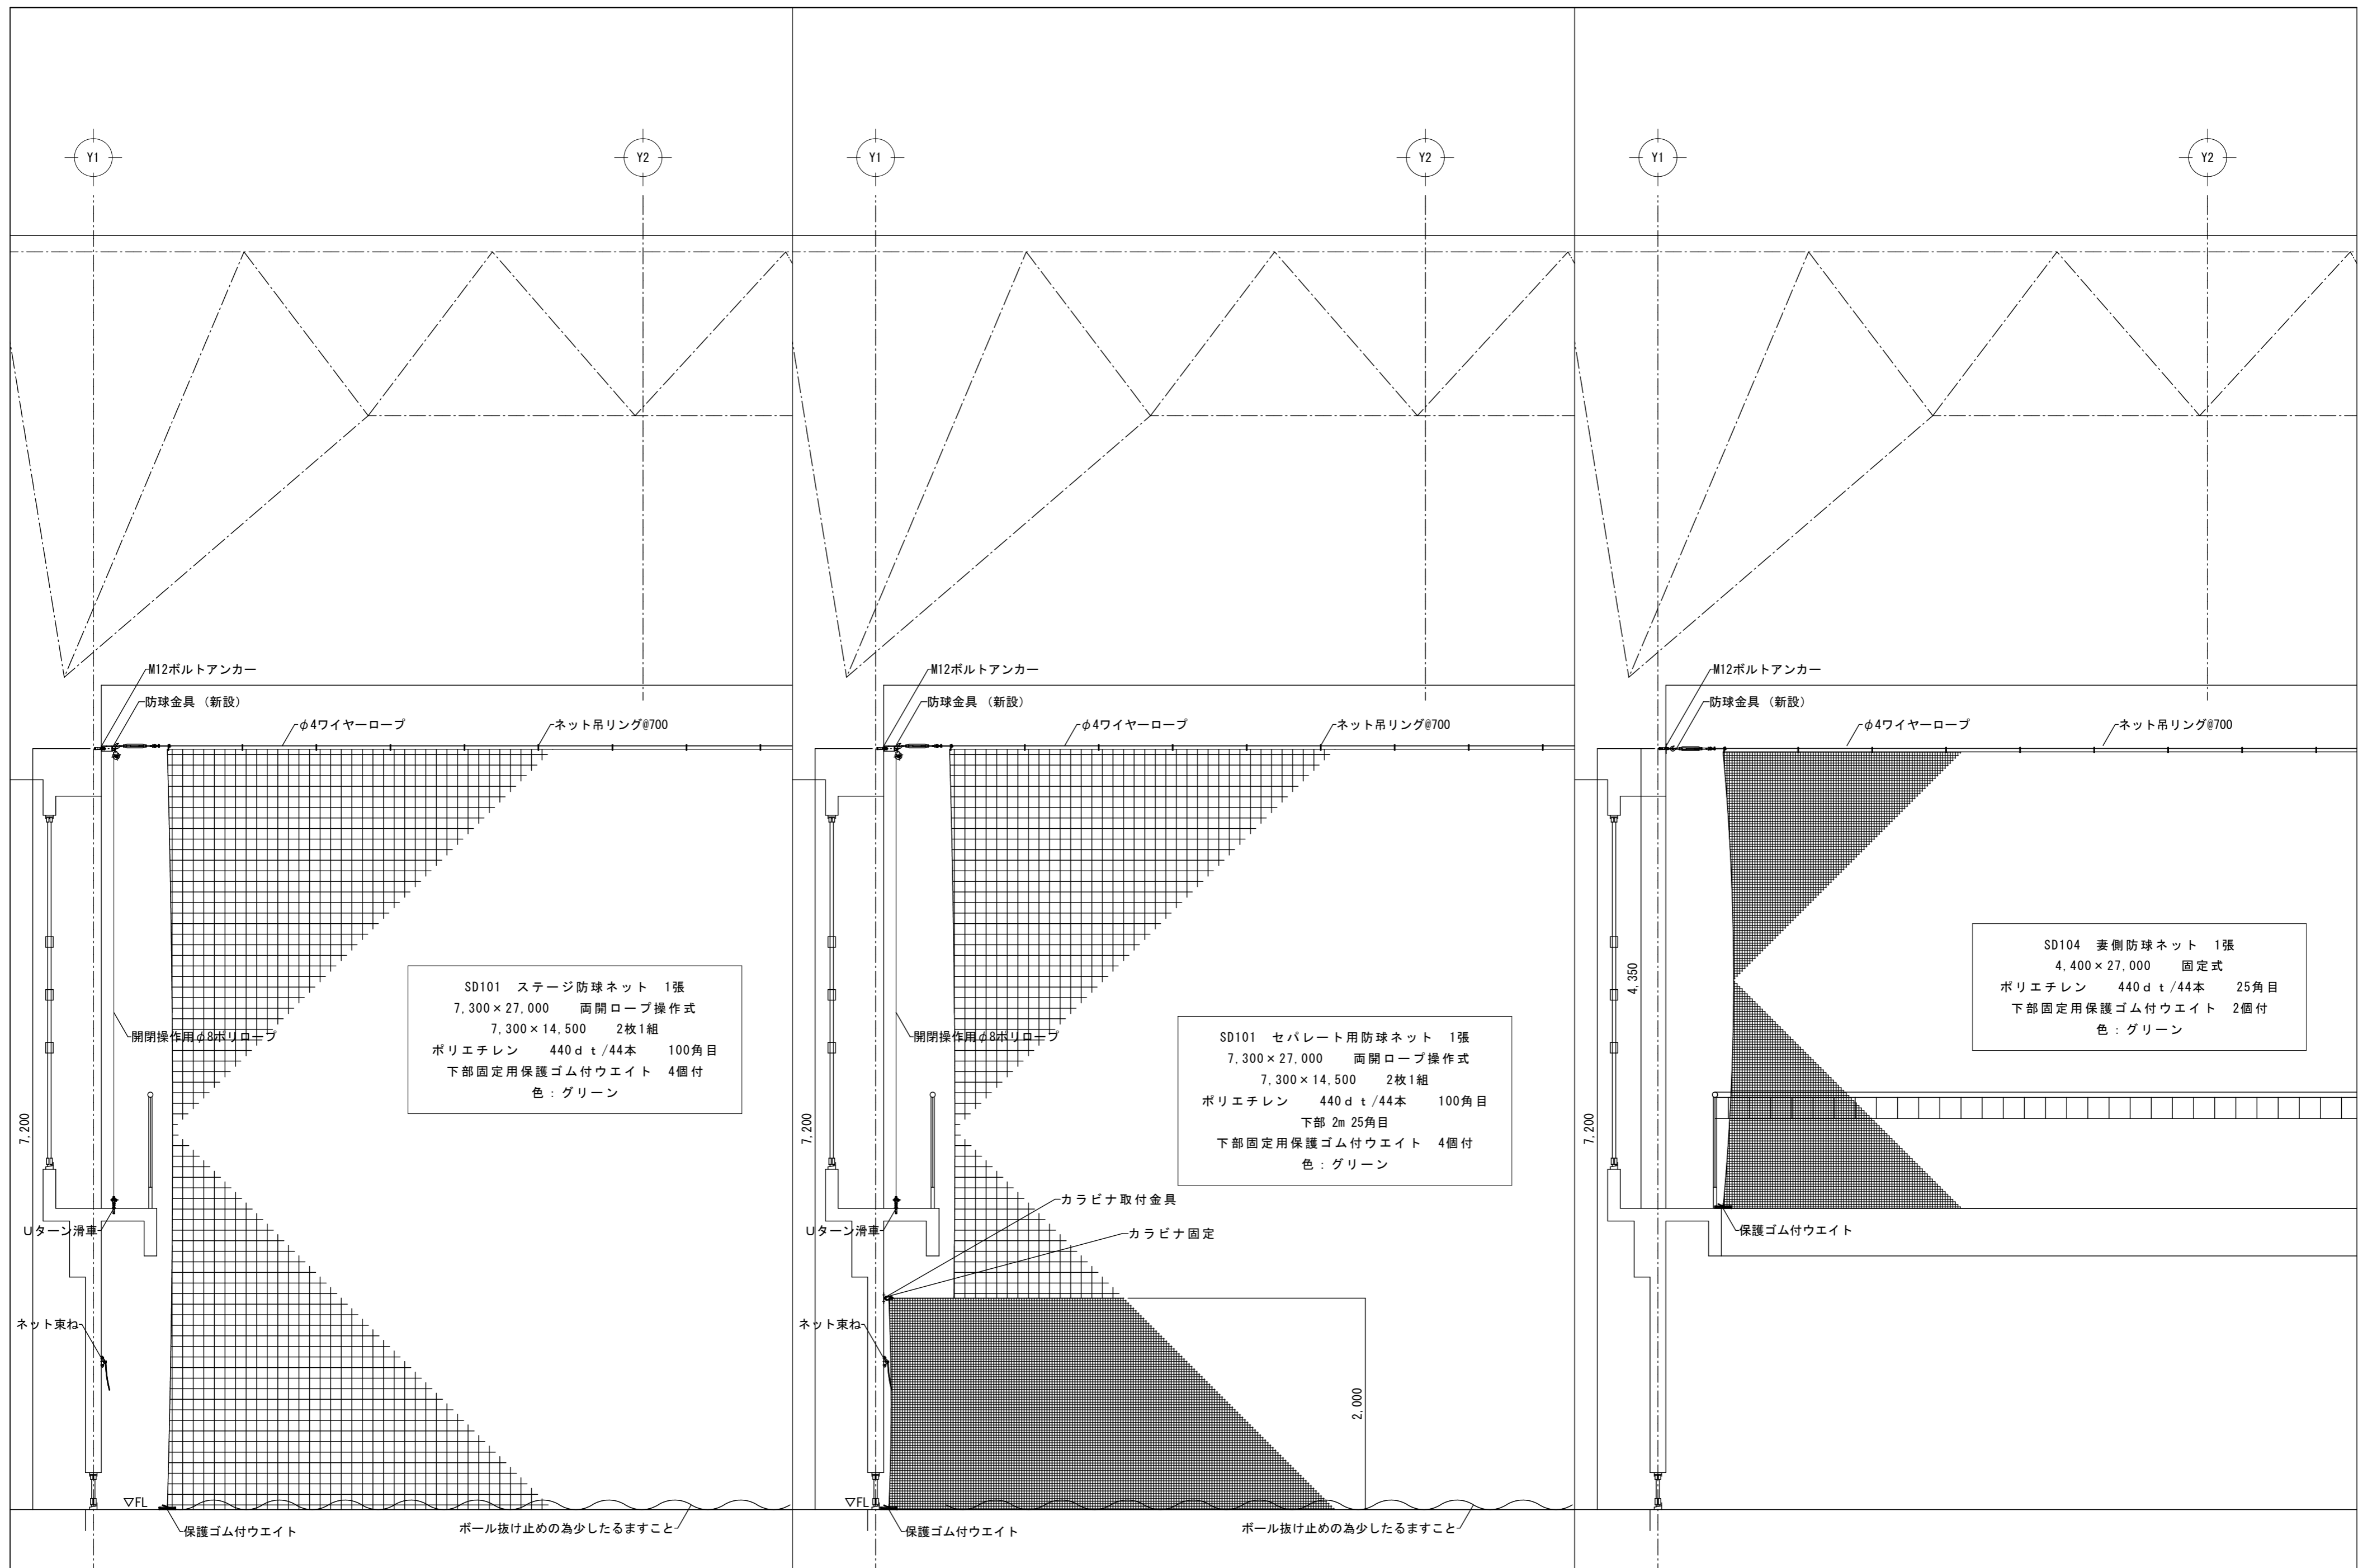 Y1
Y2
M12ボルトアンカー
防球金具（新設）
φ4ワイヤーロープ
ネット吊リング@700
SD101　ステージ防球ネット　1張
7,300×27,000　両開ロープ操作式
7,300×14,500　2枚1組
ポリエチレン　440ｄｔ/44本　100角目
下部固定用保護ゴム付ウエイト　4個付
色：グリーン
開閉操作用φ8ポリロープ
7,200
Uターン滑車
ネット束ね
▽FL
保護ゴム付ウエイト
ボール抜け止めの為少したるますこと
Y1
Y2
M12ボルトアンカー
防球金具（新設）
φ4ワイヤーロープ
ネット吊リング@700
開閉操作用φ8ポリロープ
SD101　セパレート用防球ネット　1張
7,300×27,000　両開ロープ操作式
7,300×14,500　2枚1組
ポリエチレン　440ｄｔ/44本　100角目
下部 2m 25角目
下部固定用保護ゴム付ウエイト　4個付
色：グリーン
7,200
カラビナ取付金具
Uターン滑車
カラビナ固定
ネット束ね
2,000
▽FL
保護ゴム付ウエイト
ボール抜け止めの為少したるますこと
Y1
Y2
M12ボルトアンカー
防球金具（新設）
φ4ワイヤーロープ
ネット吊リング@700
SD104　妻側防球ネット　1張
4,400×27,000　固定式
ポリエチレン　440ｄｔ/44本　25角目
下部固定用保護ゴム付ウエイト　2個付
色：グリーン
4,350
7,200
保護ゴム付ウエイト